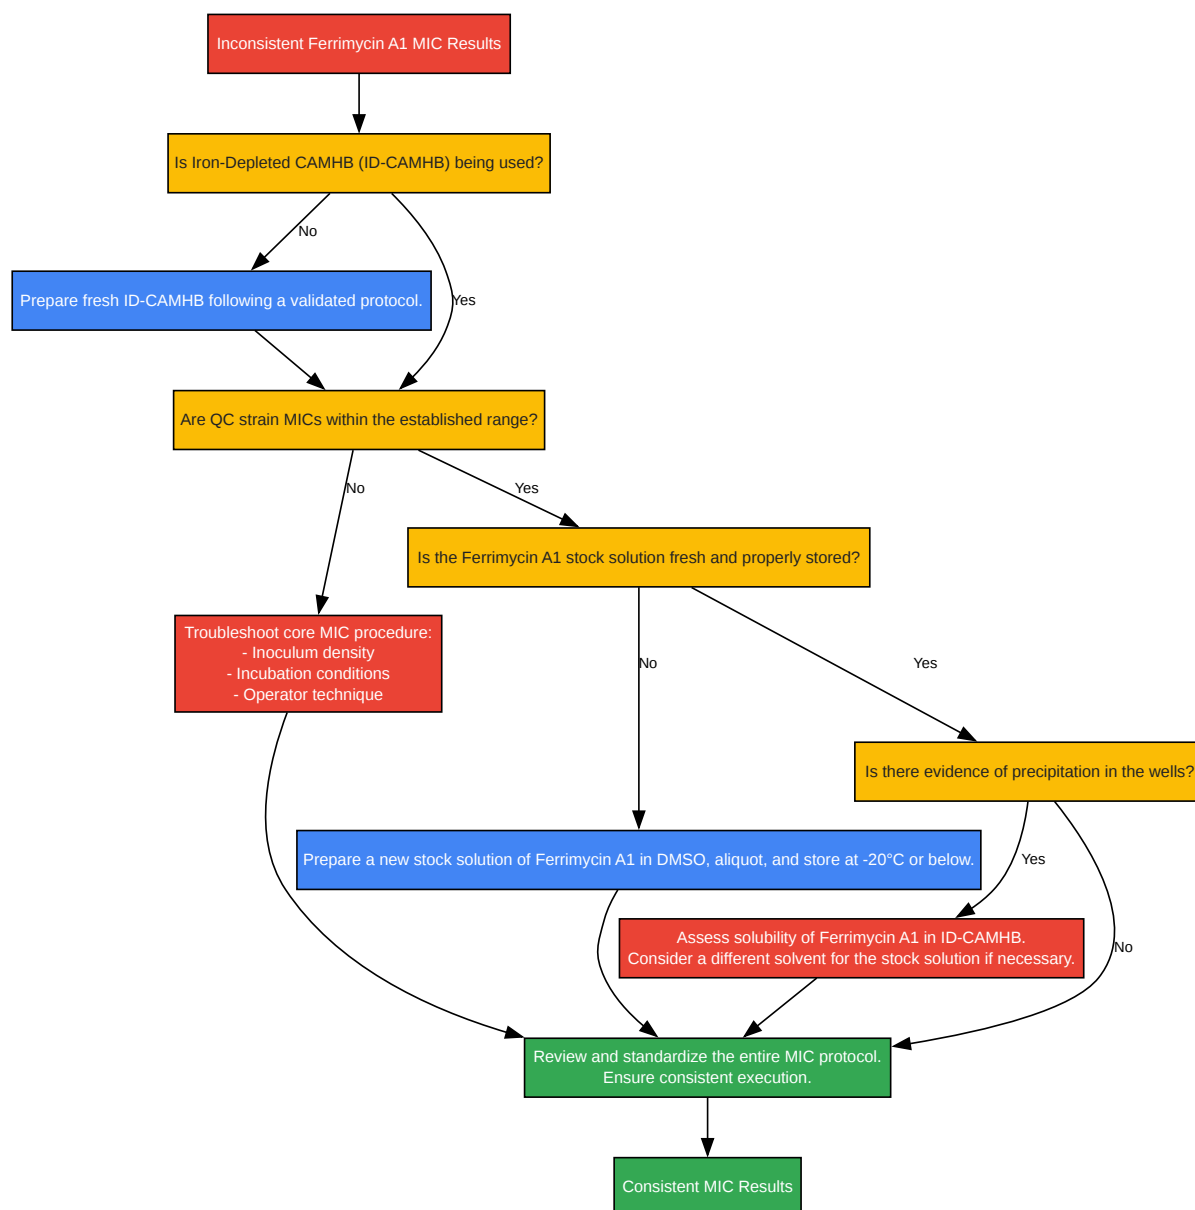 Inconsistent Ferrimycin A1 MIC Results
Is Iron-Depleted CAMHB (ID-CAMHB) being used?
No
Prepare fresh ID-CAMHB following a validated protocol.
Yes
Are QC strain MICs within the established range?
No
Yes
Is the Ferrimycin A1 stock solution fresh and properly stored?
Troubleshoot core MIC procedure:
- Inoculum density
- Incubation conditions
- Operator technique
No
Yes
Is there evidence of precipitation in the wells?
Prepare a new stock solution of Ferrimycin A1 in DMSO, aliquot, and store at -20°C or below.
Yes
Assess solubility of Ferrimycin A1 in ID-CAMHB.
Consider a different solvent for the stock solution if necessary.
No
Review and standardize the entire MIC protocol.
Ensure consistent execution.
Consistent MIC Results